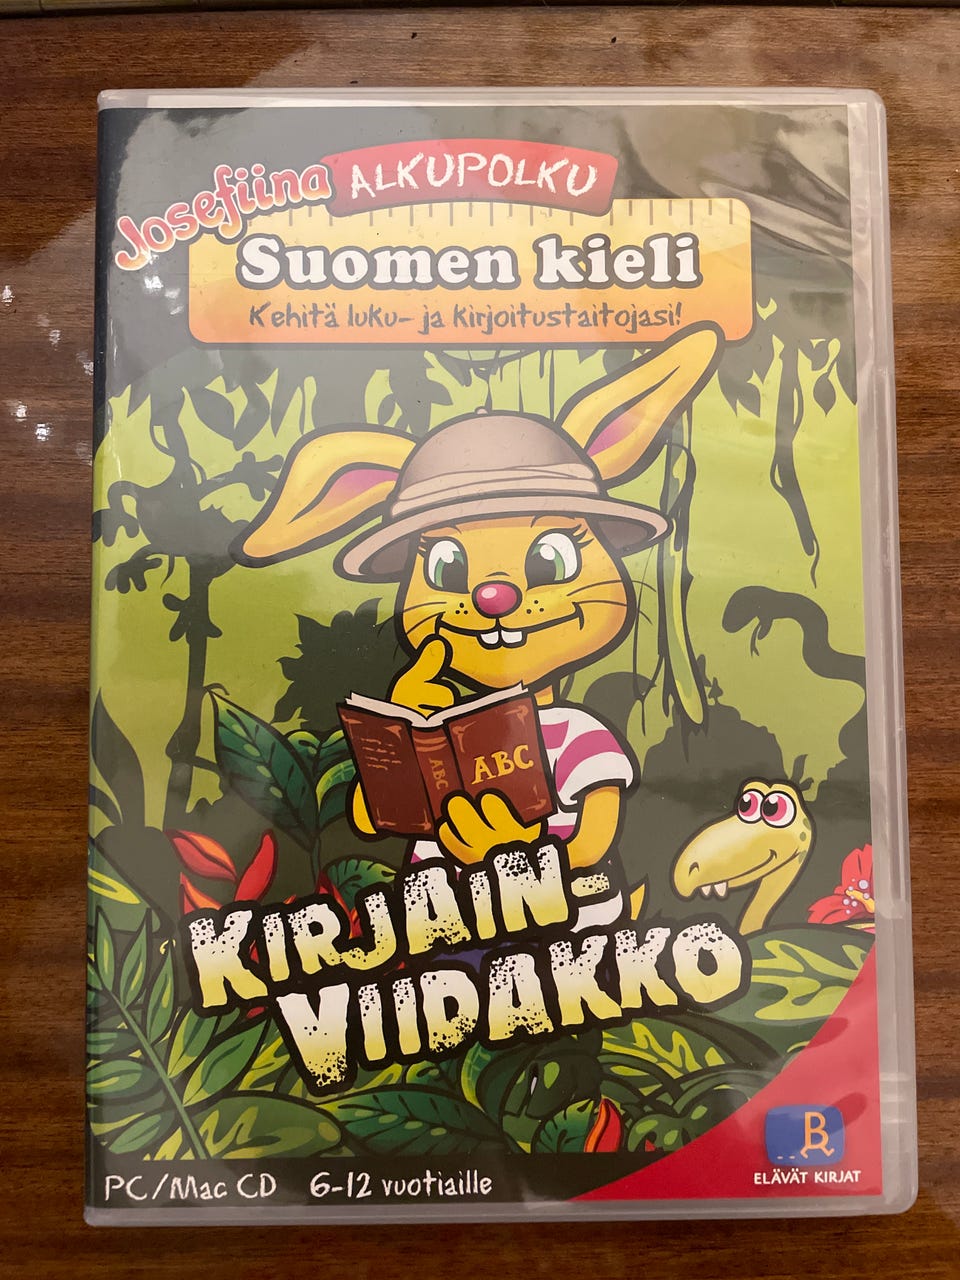 Josefiina
ALKUPOLKU
Suomen kieli
Kehitä luku- ja kirjoitustaitojasi!
ABC
ABC
KIRJAIN-
VIIDAKKO
B
ELÄVÄT KIRJAT
PC/Mac CD 6-12 vuotiaille